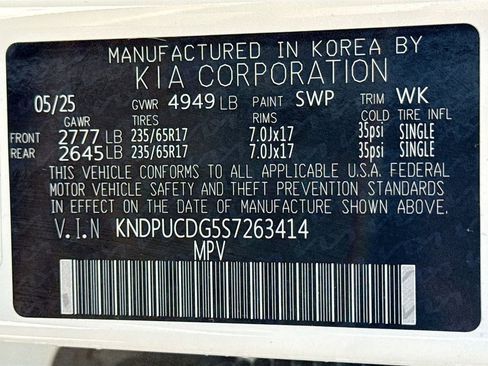 MANUFACTURED IN KOREA BY
KIA CORPORATION
05/25 GVWR 4949 LB PAINT SWP TRIM WK
GAWR TIRES RIMS COLD TIRE INFL
FRONT 2777 LB 235/65R17 7.0Jx17 35psi SINGLE
REAR 2645 LB 235/65R17 7.0Jx17 35psi SINGLE
THIS VEHICLE CONFORMS TO ALL APPLICABLE U.S.A. FEDERAL
MOTOR VEHICLE SAFETY AND THEFT PREVENTION STANDARDS
IN EFFECT ON THE DATE OF MANUFACTURE SHOWN ABOVE.
V.I.N KNDPUCDG5S7263414
MPV